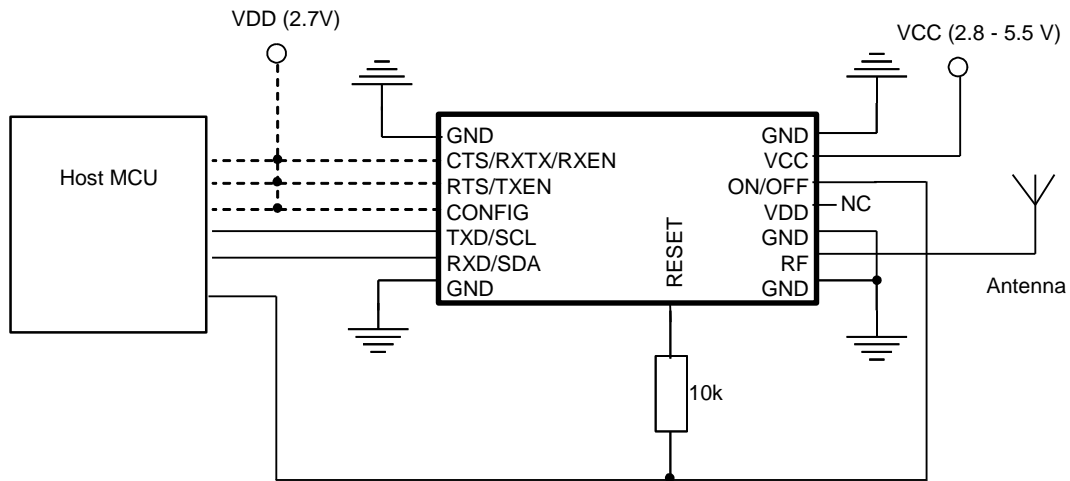 VDD (2.7V)
VCC (2.8 - 5.5 V)
Host MCU
GND
CTS/RXTX/RXEN
RTS/TXEN
CONFIG
TXD/SCL
RXD/SDA
GND
RESET
GND
VCC
ON/OFF
VDD
NC
GND
RF
GND
Antenna
10k